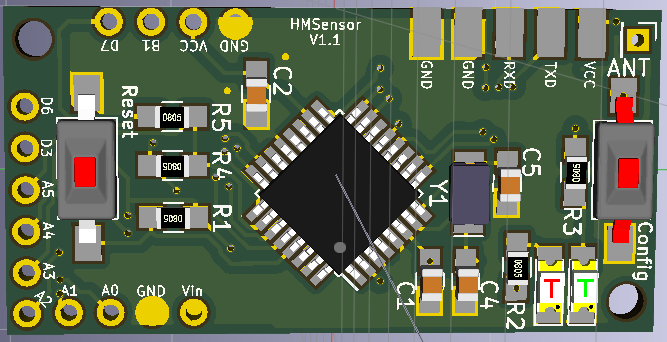 HMSensor
V1.1
D7
B1
VCC
GND
GND
GND
RXD
TXD
VCC
ANT
D6
D3
A5
A4
A3
A2
A1
A0
GND
Vin
Reset
C2
R5
0805
R4
0805
R1
0805
Y1
C5
0805
R3
Config
C1
C4
0805
R2
T
T